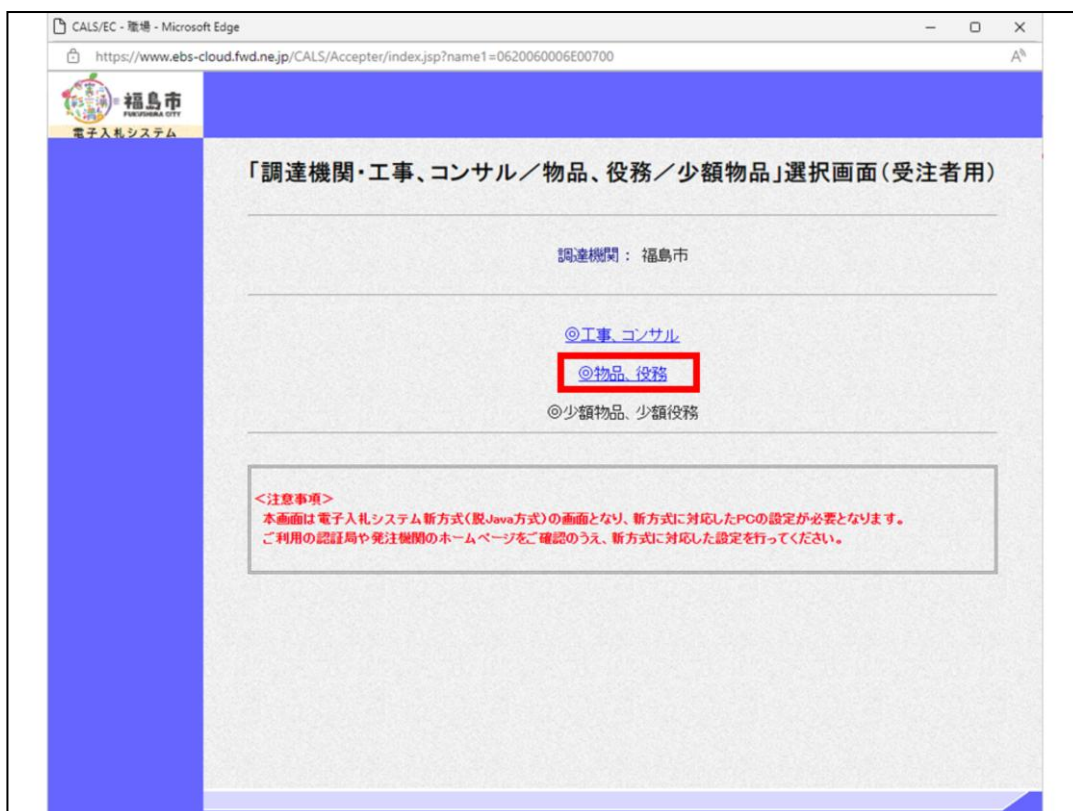 CALS/EC - 職場 - Microsoft Edge
https://www.ebs-cloud.fwd.ne.jp/CALS/Accepter/index.jsp?name1=0620060006E00700
福島市
FUKUSHIMA CITY
電子入札システム
「調達機関・工事、コンサル／物品、役務／少額物品」選択画面（受注者用）
調達機関： 福島市
◎工事、コンサル
◎物品、役務
◎少額物品、少額役務
＜注意事項＞
本画面は電子入札システム新方式（脱Java方式）の画面となり、新方式に対応したPCの設定が必要となります。
ご利用の認証局や発注機関のホームページをご確認のうえ、新方式に対応した設定を行ってください。